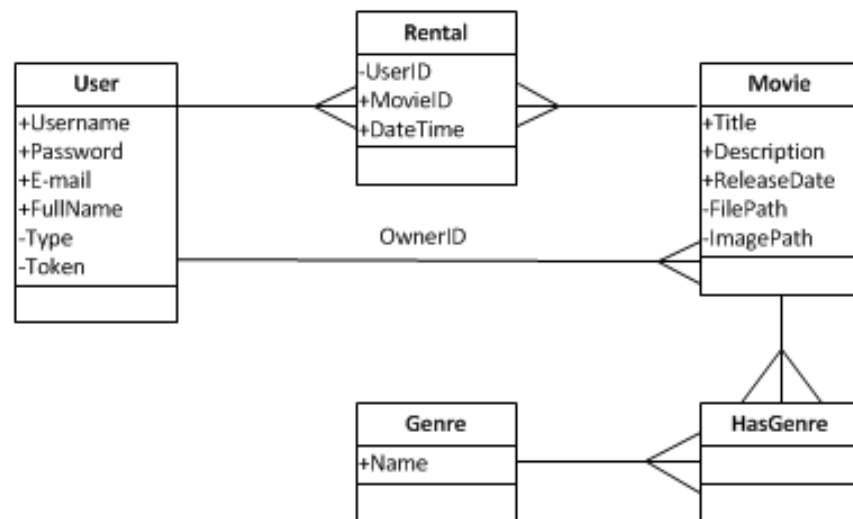 Rental
-UserID
+MovieID
+DateTime
User
+Username
+Password
+E-mail
+FullName
-Type
-Token
Movie
+Title
+Description
+ReleaseDate
-FilePath
-ImagePath
OwnerID
Genre
+Name
HasGenre